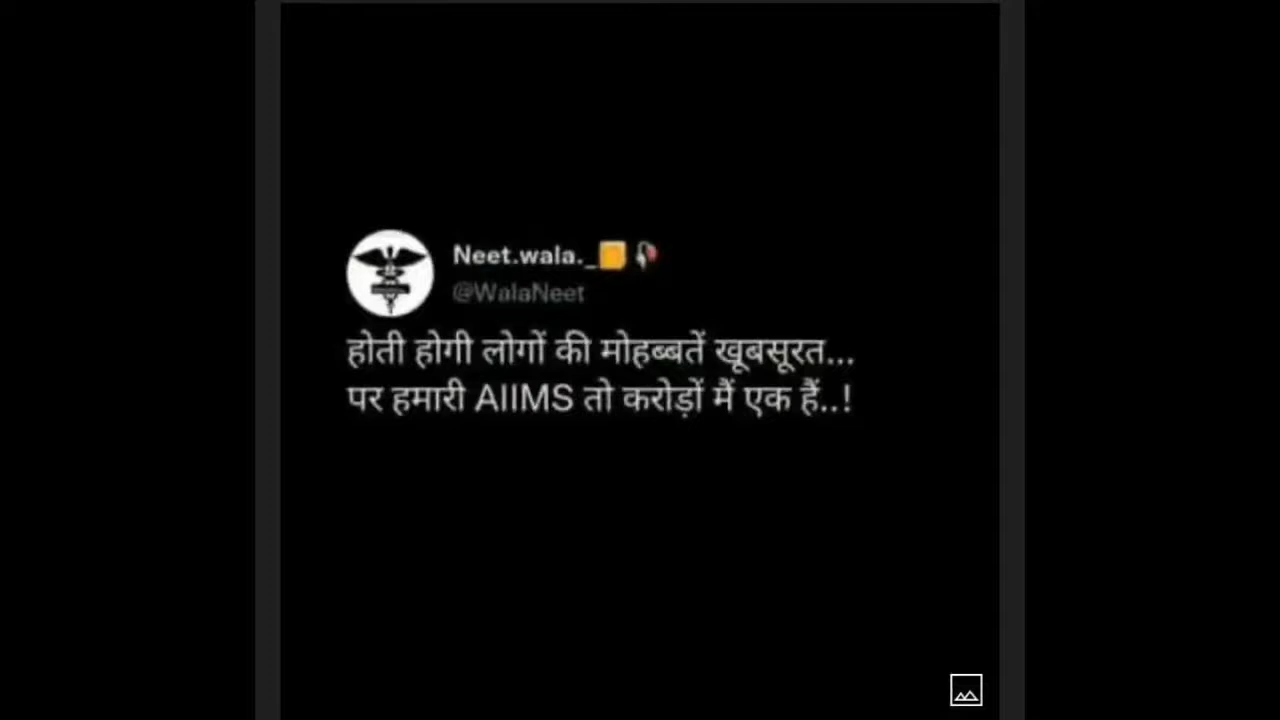 Neet.wala._📒🥀
@WalaNeet
होती होगी लोगों की मोहब्बतें खूबसूरत...
पर हमारी AIIMS तो करोड़ों मैं एक हैं..!